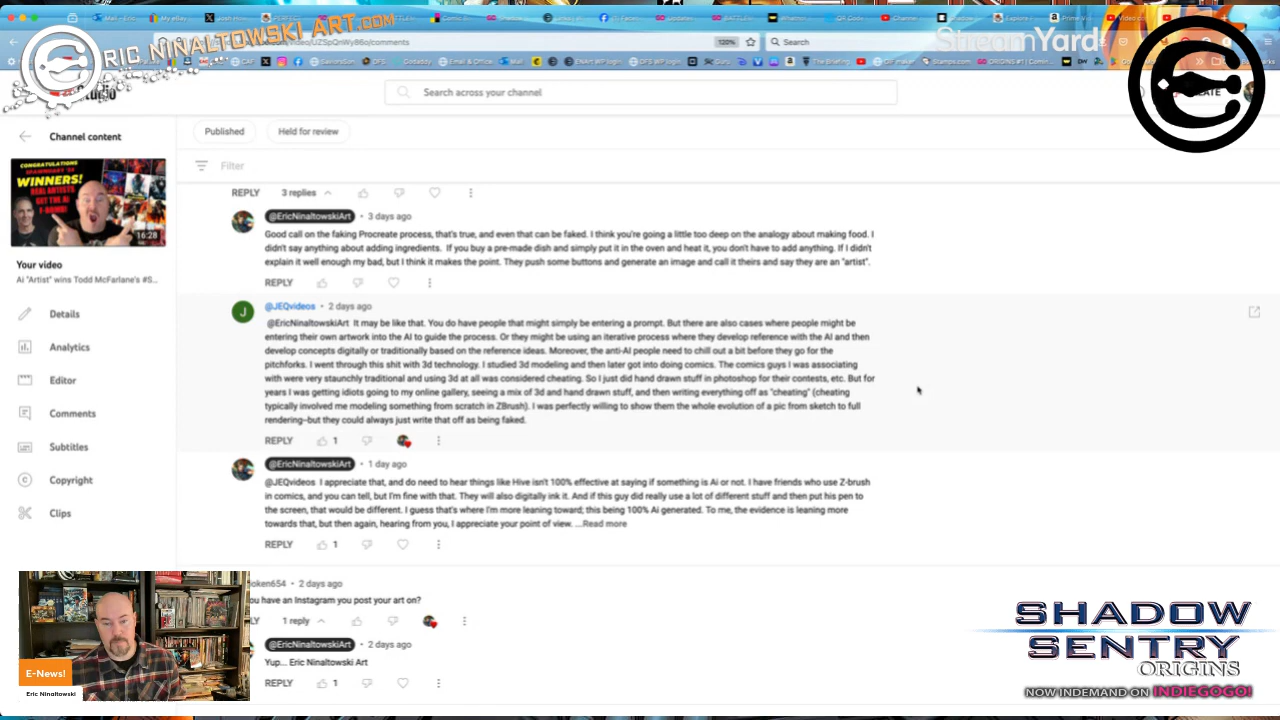 ERIC NINALTOWSKI ART.COM
StreamYard
120%
Search
Search across your channel
Channel content
Published
Held for review
Filter
16:28
Your video
Ai "Artist" wins Todd McFarlane's #S...
Details
Analytics
Editor
Comments
Subtitles
Copyright
Clips
REPLY 3 replies
@EricNinaltowskiArt • 3 days ago
Good call on the faking Procreate process, that's true, and even that can be faked. I think you're going a little too deep on the analogy about making food. I
didn't say anything about adding ingredients. If you buy a pre-made dish and simply put it in the oven and heat it, you don't have to add anything. If I didn't
explain it well enough my bad, but I think it makes the point. They push some buttons and generate an image and call it theirs and say they are an "artist".
REPLY
J
@JEQvideos • 2 days ago
@EricNinaltowskiArt It may be like that. You do have people that might simply be entering a prompt. But there are also cases where people might be
entering their own artwork into the AI to guide the process. Or they might be using an iterative process where they develop reference with the AI and then
develop concepts digitally or traditionally based on the reference ideas. Moreover, the anti-AI people need to chill out a bit before they go for the
pitchforks. I went through this shit with 3d technology. I studied 3d modeling and then later got into doing comics. The comics guys I was associating
with were very staunchly traditional and using 3d at all was considered cheating. So I just did hand drawn stuff in photoshop for their contests, etc. But for
years I was getting idiots going to my online gallery, seeing a mix of 3d and hand drawn stuff, and then writing everything off as "cheating" (cheating
typically involved me modeling something from scratch in ZBrush). I was perfectly willing to show them the whole evolution of a pic from sketch to full
rendering--but they could always just write that off as being faked.
REPLY 1
@EricNinaltowskiArt • 1 day ago
@JEQvideos I appreciate that, and do need to hear things like Hive isn't 100% effective at saying if something is Ai or not. I have friends who use Z-brush
in comics, and you can tell, but I'm fine with that. They will also digitally ink it. And if this guy did really use a lot of different stuff and then put his pen to
the screen, that would be different. I guess that's where I'm more leaning toward; this being 100% Ai generated. To me, the evidence is leaning more
towards that, but then again, hearing from you, I appreciate your point of view. ...Read more
REPLY 1
oken654 • 2 days ago
ou have an Instagram you post your art on?
LY 1 reply
@EricNinaltowskiArt • 2 days ago
Yup... Eric Ninaltowski Art
REPLY 1
E-News!
Eric Ninaltowski
SHADOW
SENTRY
ORIGINS
NOW INDEMAND ON INDIEGOGO!